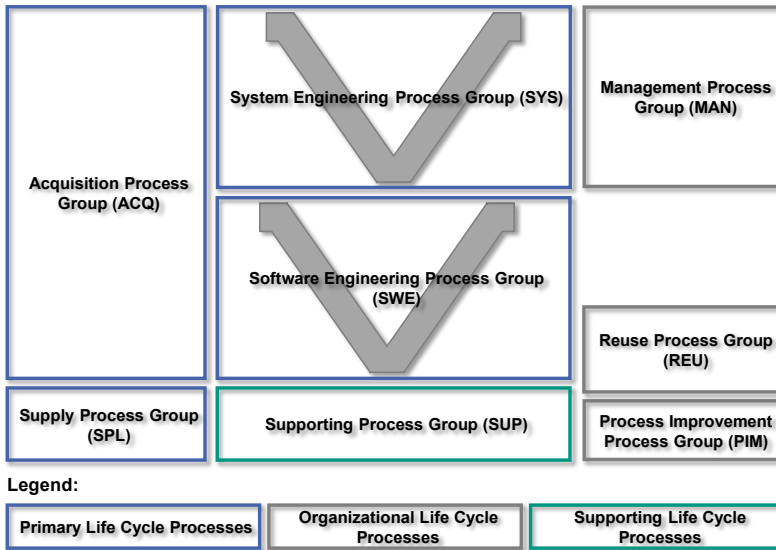 System Engineering Process Group (SYS)
Management Process
Group (MAN)
Acquisition Process
Group (ACQ)
Software Engineering Process Group
(SWE)
Reuse Process Group
(REU)
Supply Process Group
(SPL)
Supporting Process Group (SUP)
Process Improvement
Process Group (PIM)
Legend:
Primary Life Cycle Processes
Organizational Life Cycle
Processes
Supporting Life Cycle
Processes